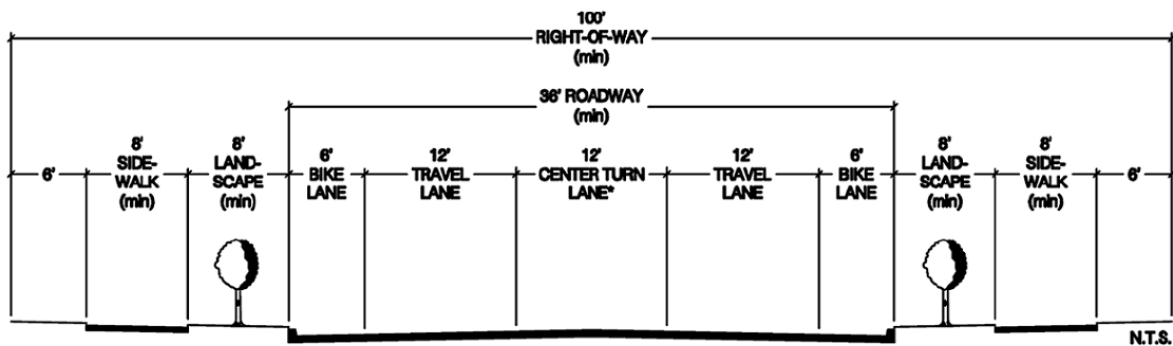 100'
RIGHT-OF-WAY
(min)
36' ROADWAY
(min)
6'
8'
SIDE-
WALK
(min)
8'
LAND-
SCAPE
(min)
6'
BIKE
LANE
12'
TRAVEL
LANE
12'
CENTER TURN
LANE*
12'
TRAVEL
LANE
6'
BIKE
LANE
8'
LAND-
SCAPE
(min)
8'
SIDE-
WALK
(min)
6'
N.T.S.